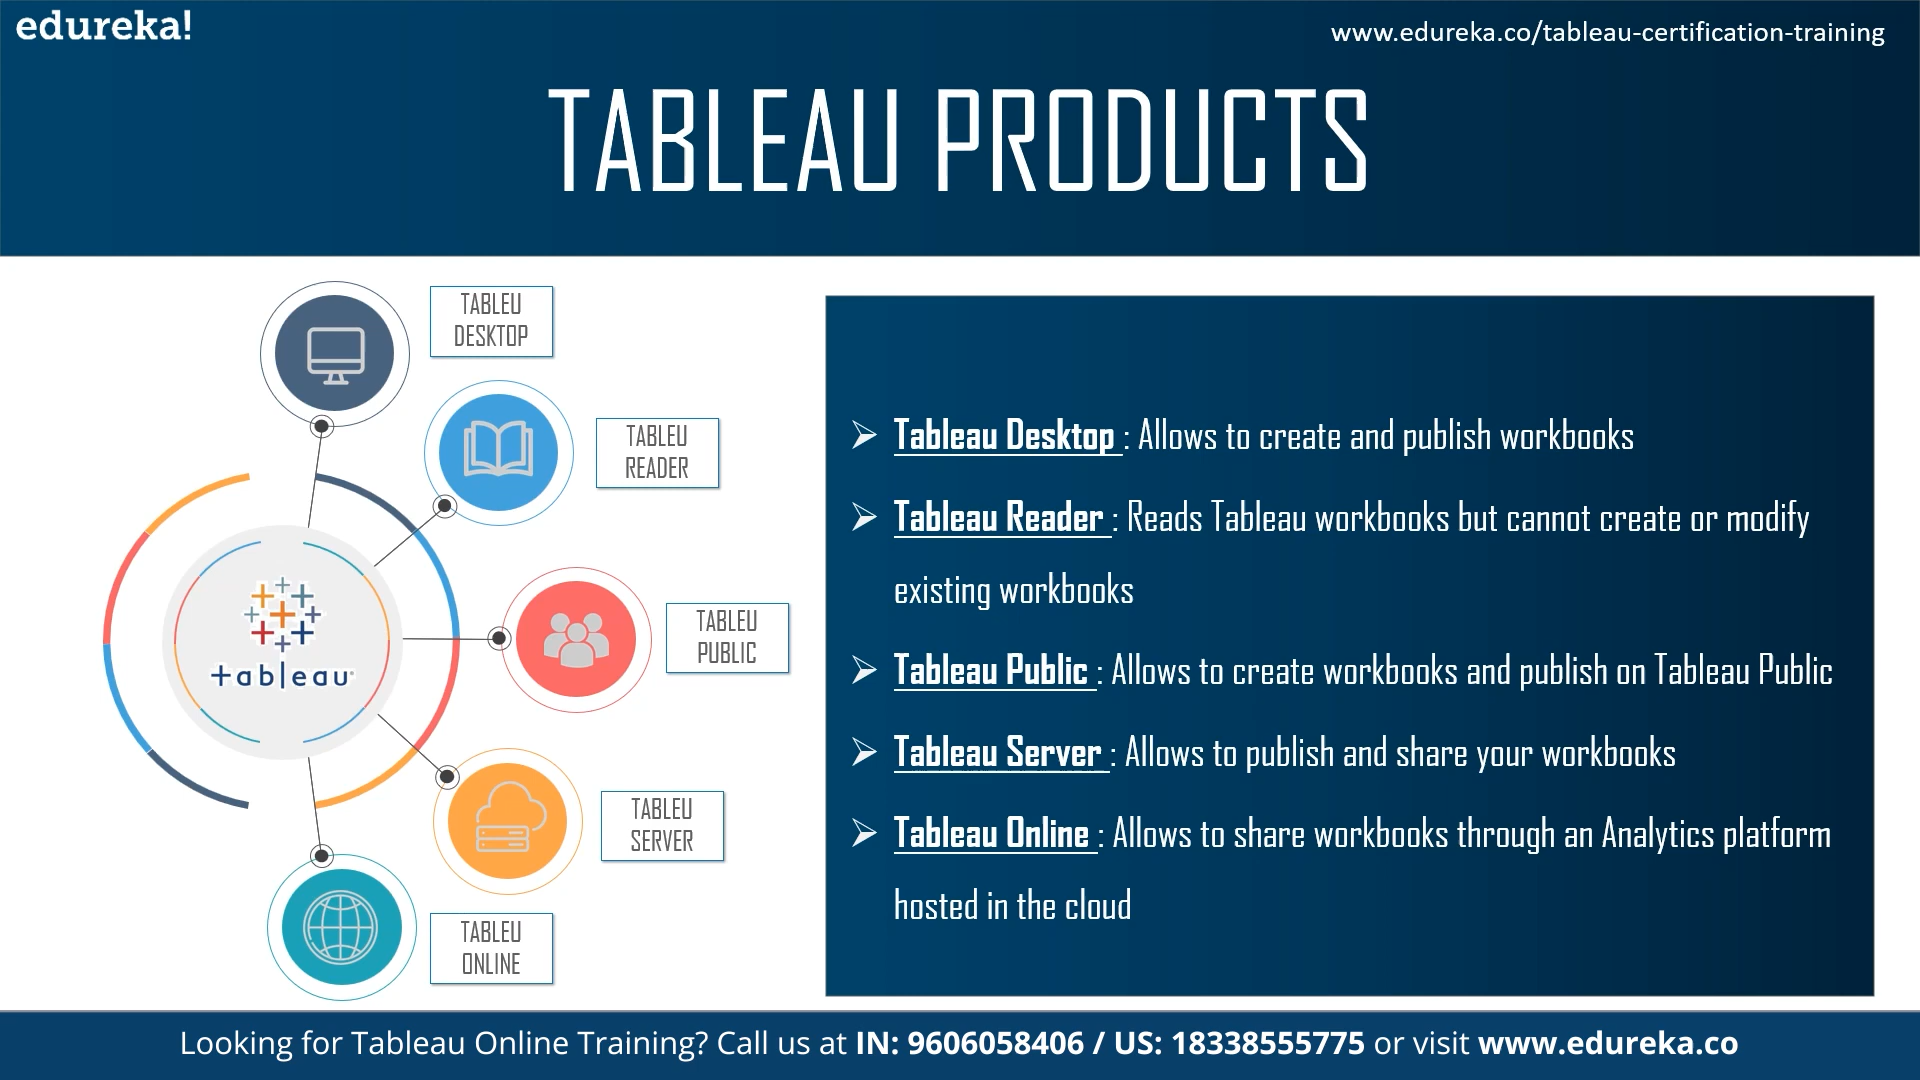 edureka!
www.edureka.co/tableau-certification-training
TABLEAU PRODUCTS
TABLEU
DESKTOP
TABLEU
READER
TABLEU
PUBLIC
TABLEU
SERVER
TABLEU
ONLINE
+ableau
Tableau Desktop : Allows to create and publish workbooks
Tableau Reader : Reads Tableau workbooks but cannot create or modify
existing workbooks
Tableau Public : Allows to create workbooks and publish on Tableau Public
Tableau Server : Allows to publish and share your workbooks
Tableau Online : Allows to share workbooks through an Analytics platform
hosted in the cloud
Looking for Tableau Online Training? Call us at IN: 9606058406 / US: 18338555775 or visit www.edureka.co